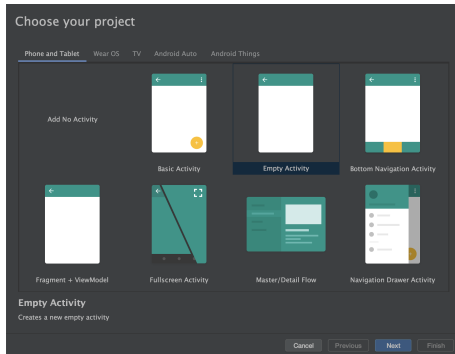 Choose your project
Phone and Tablet Wear OS TV Android Auto Android Things
Add No Activity
Basic Activity Empty Activity Bottom Navigation Activity
Fragment + ViewModel Fullscreen Activity Master/Detail Flow Navigation Drawer Activity
Empty Activity
Creates a new empty activity
Cancel Previous Next Finish